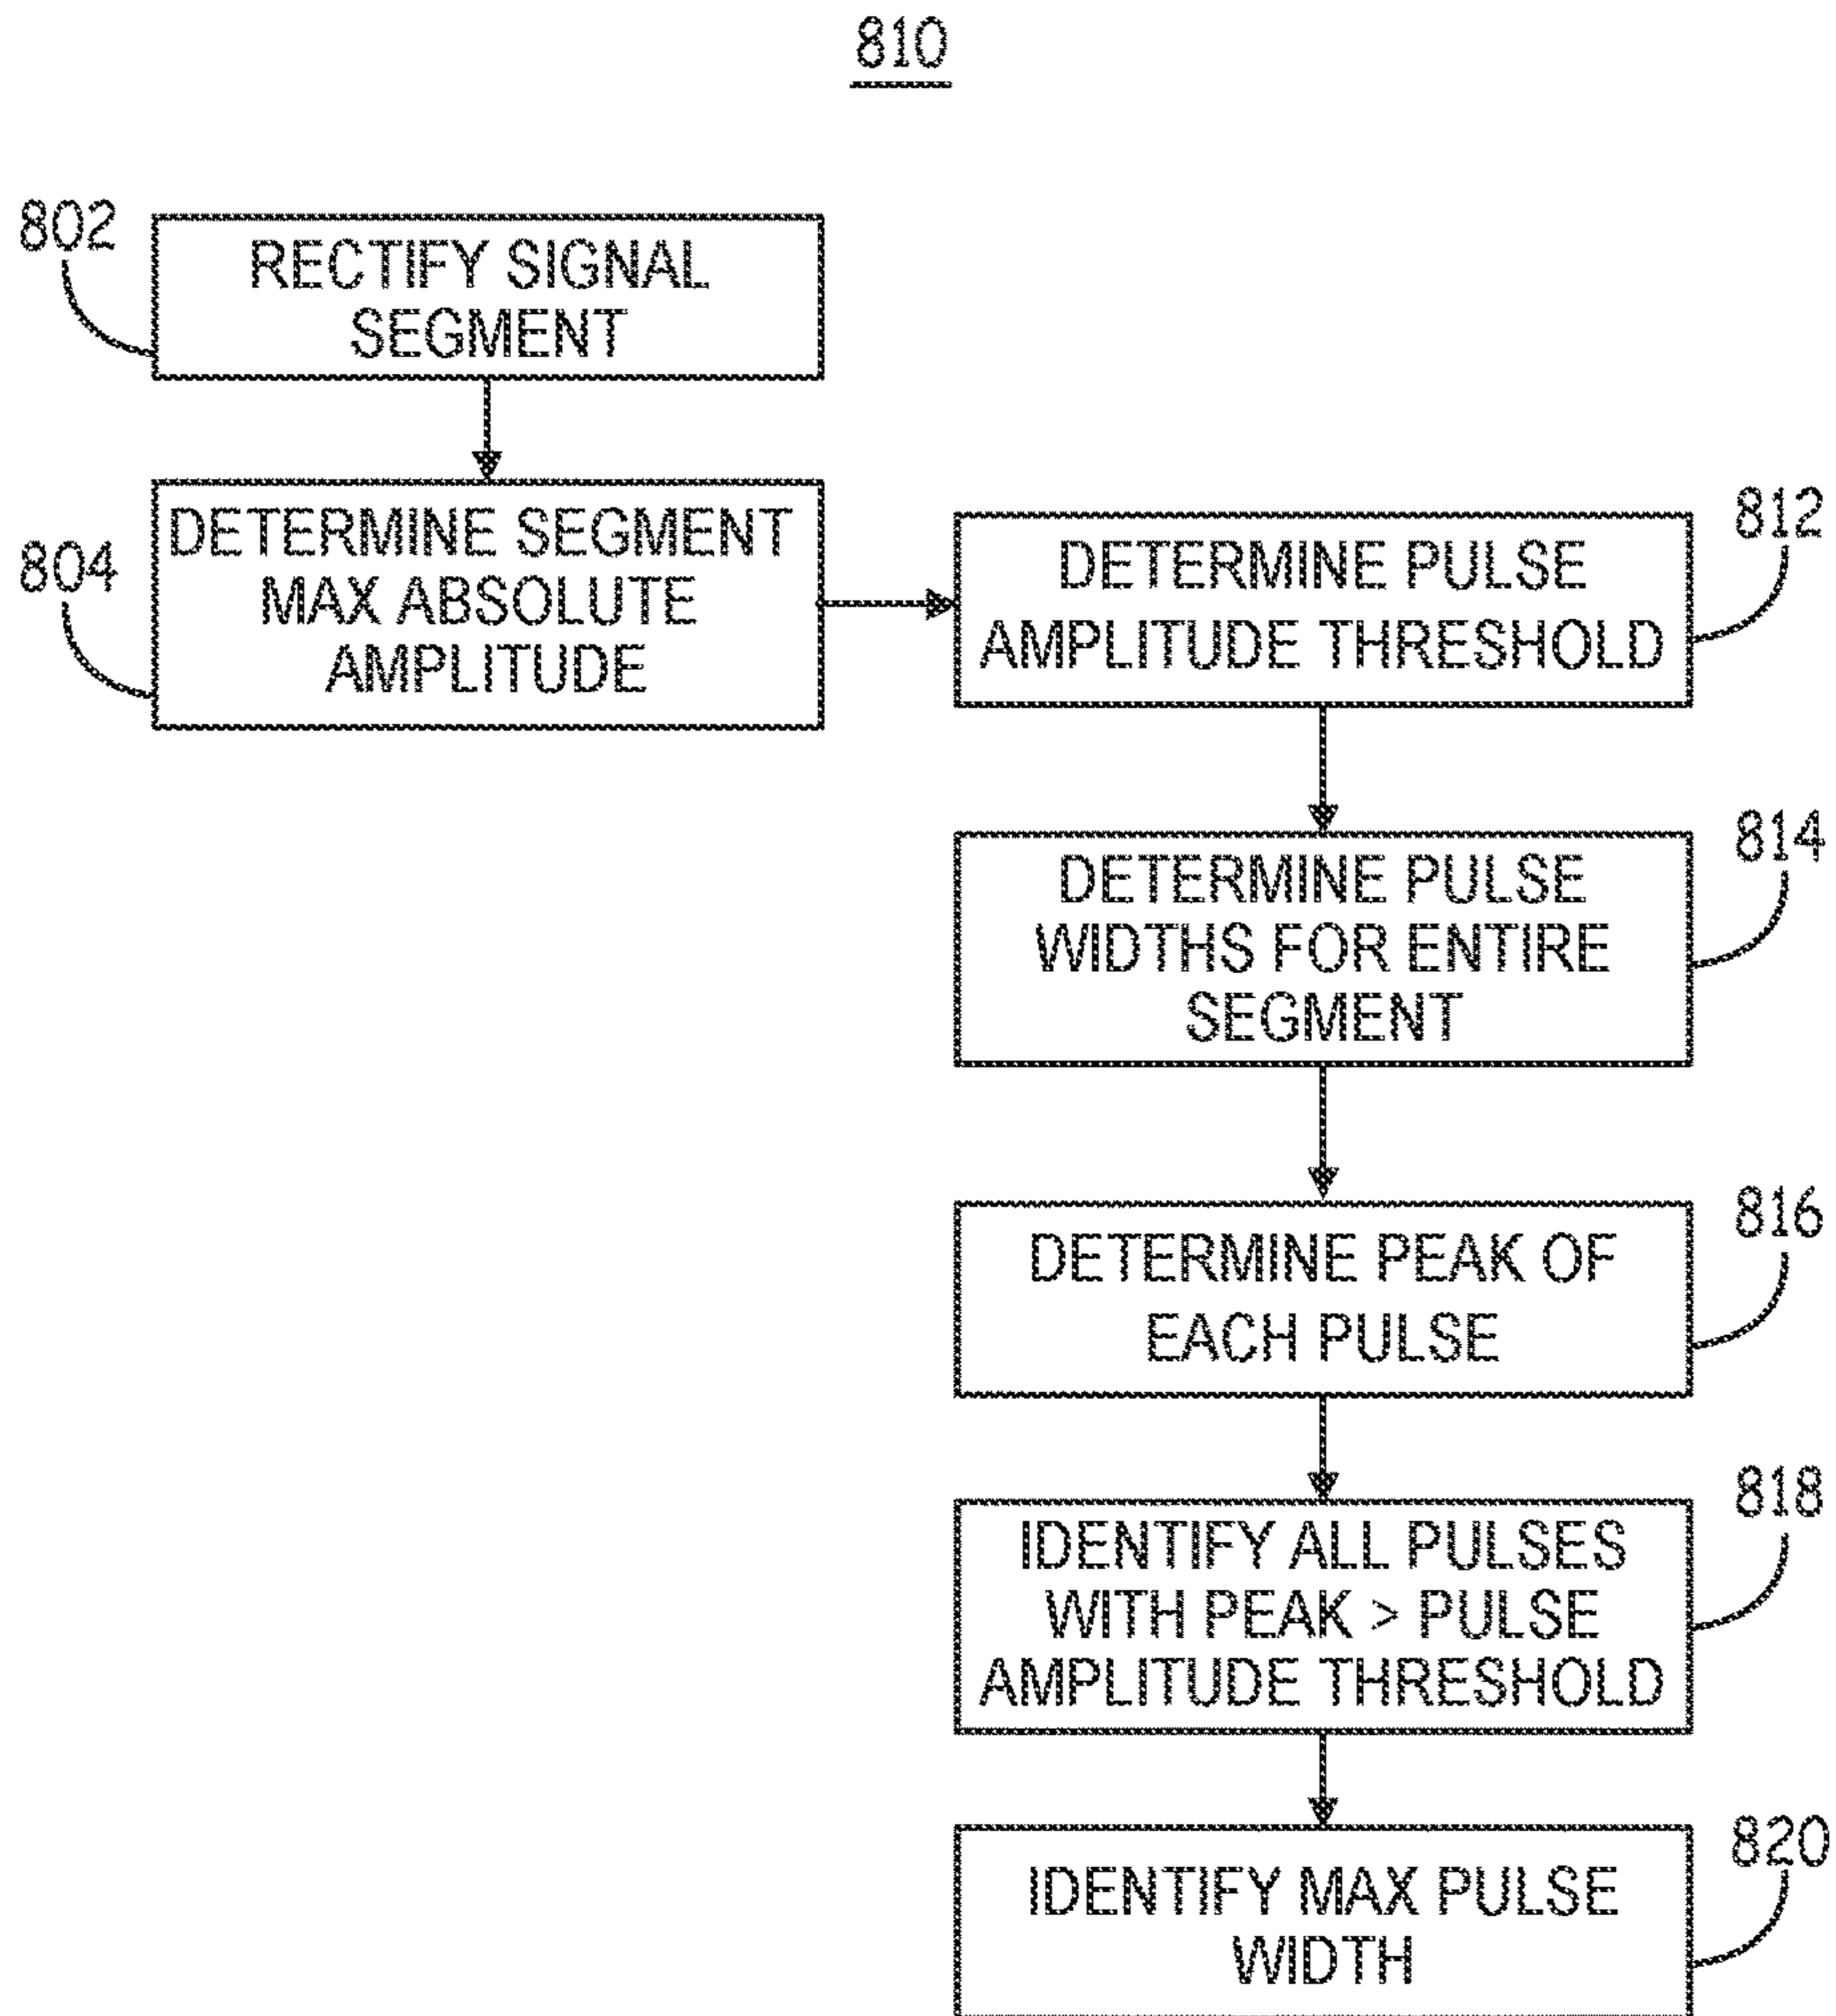 810
802
RECTIFY SIGNAL
SEGMENT
804
DETERMINE SEGMENT
MAX ABSOLUTE
AMPLITUDE
812
DETERMINE PULSE
AMPLITUDE THRESHOLD
814
DETERMINE PULSE
WIDTHS FOR ENTIRE
SEGMENT
816
DETERMINE PEAK OF
EACH PULSE
818
IDENTIFY ALL PULSES
WITH PEAK > PULSE
AMPLITUDE THRESHOLD
820
IDENTIFY MAX PULSE
WIDTH